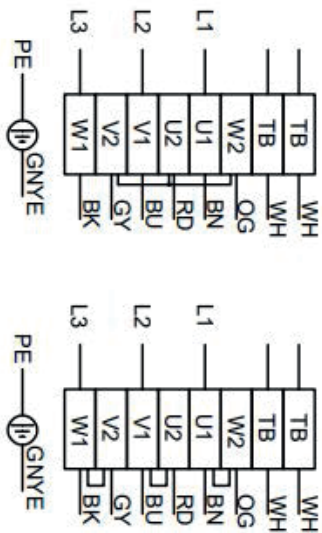 TB WH
TB WH
W2 OG
L1 U1 BN
U2 RD
L2 V1 BU
V2 GY
L3 W1 BK
PE GNYE
TB WH
TB WH
W2 OG
L1 U1 BN
U2 RD
L2 V1 BU
V2 GY
L3 W1 BK
PE GNYE